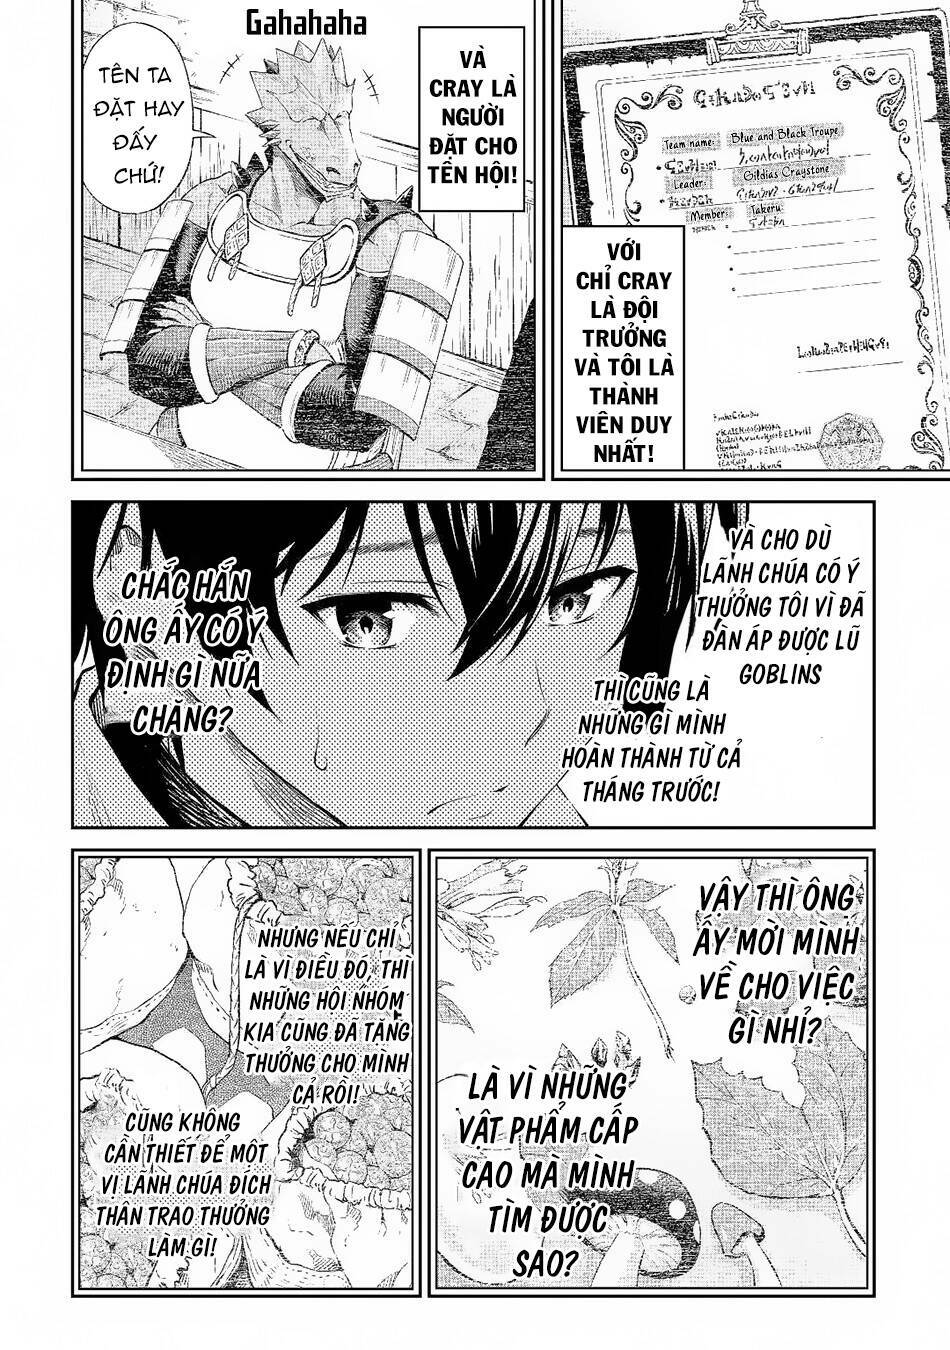 Team name: Blue and Black Troupe
Leader: Gildias Craystone
Member: Takeru
VỚI
CHỈ CRAY
LÀ ĐỘI
TRƯỞNG
VÀ TÔI LÀ
THÀNH
VIÊN DUY
NHẤT!
VÀ
CRAY LÀ
NGƯỜI
ĐẶT CHO
TÊN HỘI!
Gahahaha
TÊN TA
ĐẶT HAY
ĐẤY
CHỨ!
VÀ CHO DÙ
LÃNH CHÚA CÓ Ý
THƯỞNG TÔI VÌ ĐÃ
ĐÀN ÁP ĐƯỢC LŨ
GOBLINS
THÌ CŨNG LÀ
NHỮNG GÌ MÌNH
HOÀN THÀNH TỪ CẢ
THÁNG TRƯỚC!
CHẮC HẲN
ÔNG ẤY CÓ Ý
ĐỊNH GÌ NỮA
CHĂNG?
VẬY THÌ ÔNG
ẤY MỜI MÌNH
VỀ CHO VIỆC
GÌ NHỈ?
LÀ VÌ NHỮNG
VẬT PHẨM CẤP
CAO MÀ MÌNH
TÌM ĐƯỢC
SAO?
NHƯNG NẾU CHỈ
LÀ VÌ ĐIỀU ĐÓ, THÌ
NHỮNG HỘI NHÓM
KIA CŨNG ĐÃ TẶNG
THƯỞNG CHO MÌNH
CẢ RỒI!
CŨNG KHÔNG
CẦN THIẾT ĐỂ MỘT
VỊ LÃNH CHÚA ĐÍCH
THÂN TRAO THƯỞNG
LÀM GÌ!